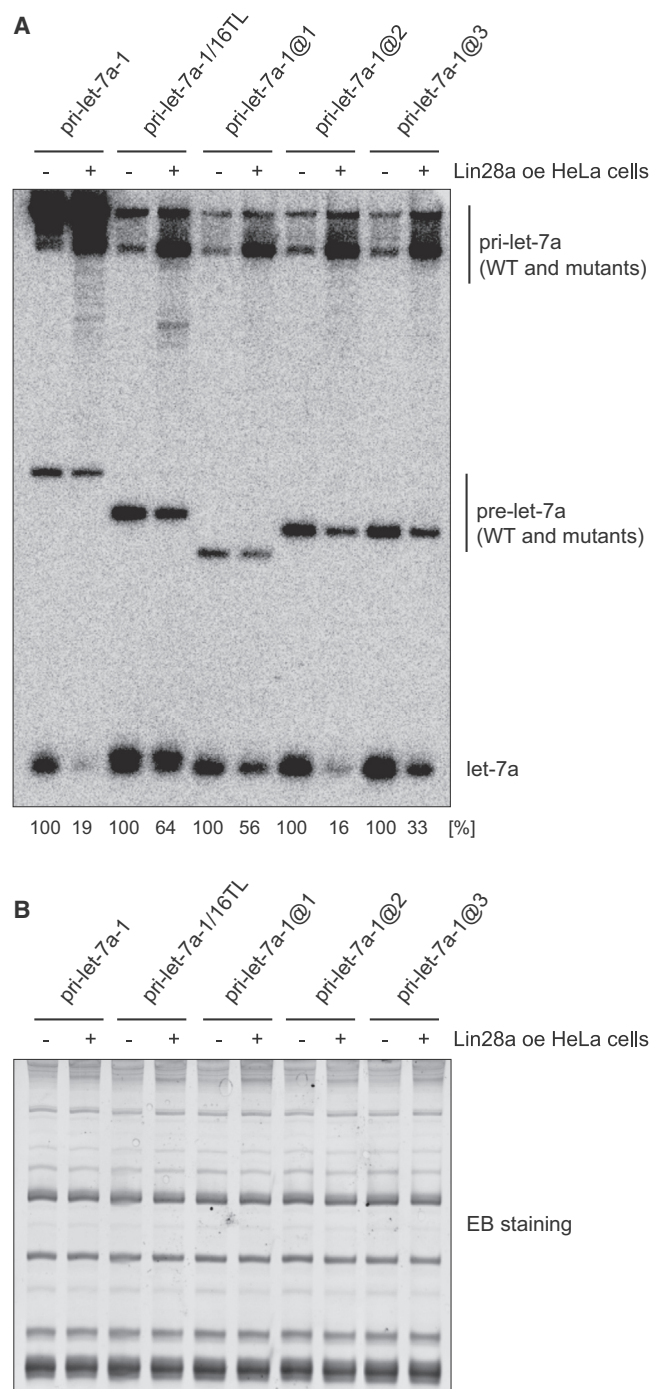 A
pri-let-7a-1
pri-let-7a-1/16TL
pri-let-7a-1@1
pri-let-7a-1@2
pri-let-7a-1@3
- + - + - + - + - + Lin28a oe HeLa cells
pri-let-7a
(WT and mutants)
pre-let-7a
(WT and mutants)
let-7a
100 19 100 64 100 56 100 16 100 33 [%]
B
pri-let-7a-1
pri-let-7a-1/16TL
pri-let-7a-1@1
pri-let-7a-1@2
pri-let-7a-1@3
- + - + - + - + - + Lin28a oe HeLa cells
EB staining